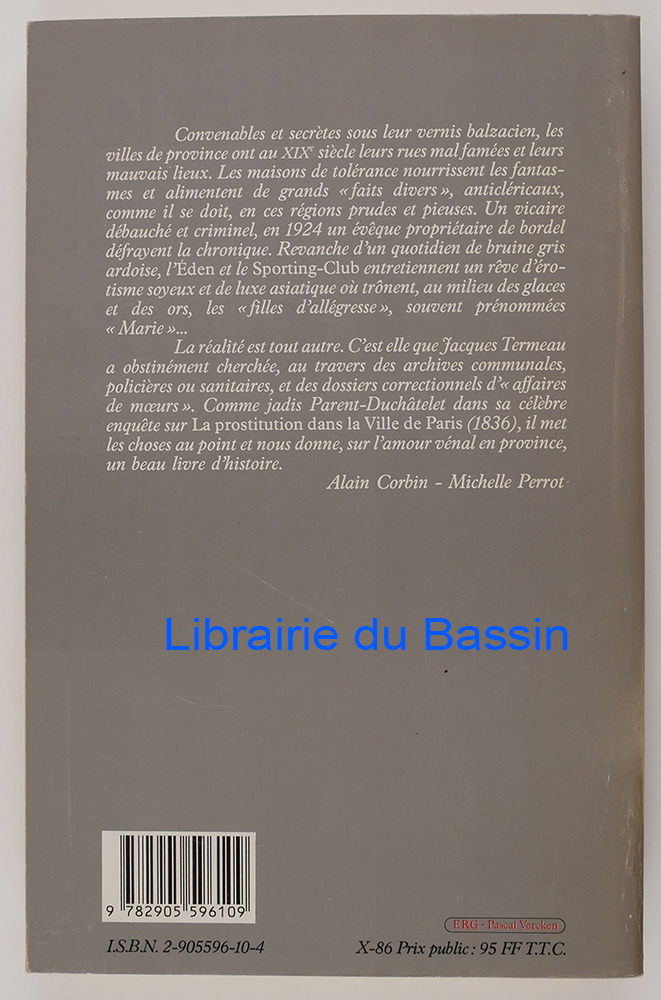 Convenables et secrètes sous leur vernis balzacien, les
villes de province ont au XIXe siècle leurs rues mal famées et leurs
mauvais lieux. Les maisons de tolérance nourrissent les fantas-
mes et alimentent de grands « faits divers », anticléricaux,
comme il se doit, en ces régions prudes et pieuses. Un vicaire
débauché et criminel, en 1924 un évêque propriétaire de bordel
défrayent la chronique. Revanche d'un quotidien de bruine gris
ardoise, l'Éden et le Sporting-Club entretiennent un rêve d'éro-
tisme soyeux et de luxe asiatique où trônent, au milieu des glaces
et des ors, les « filles d'allégresse », souvent prénommées
« Marie »...
La réalité est tout autre. C'est elle que Jacques Termeau
a obstinément cherchée, au travers des archives communales,
policières ou sanitaires, et des dossiers correctionnels d'« affaires
de mœurs ». Comme jadis Parent-Duchâtelet dans sa célèbre
enquête sur La prostitution dans la Ville de Paris (1836), il met
les choses au point et nous donne, sur l'amour vénal en province,
un beau livre d'histoire.
Alain Corbin - Michelle Perrot
Librairie du Bassin
9 782905 596109
ERG - Pascal Vercken
I.S.B.N. 2-905596-10-4
X-86 Prix public : 95 FF T.T.C.